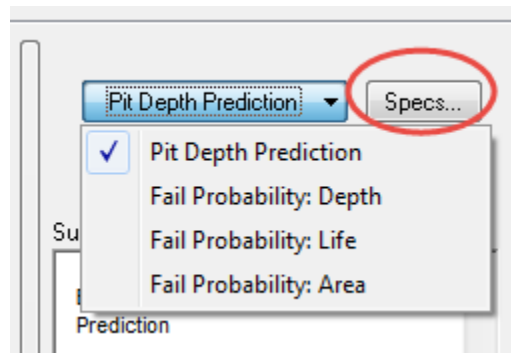 Pit Depth Prediction Specs...
Pit Depth Prediction
Fail Probability: Depth
Fail Probability: Life
Fail Probability: Area
Su
Prediction